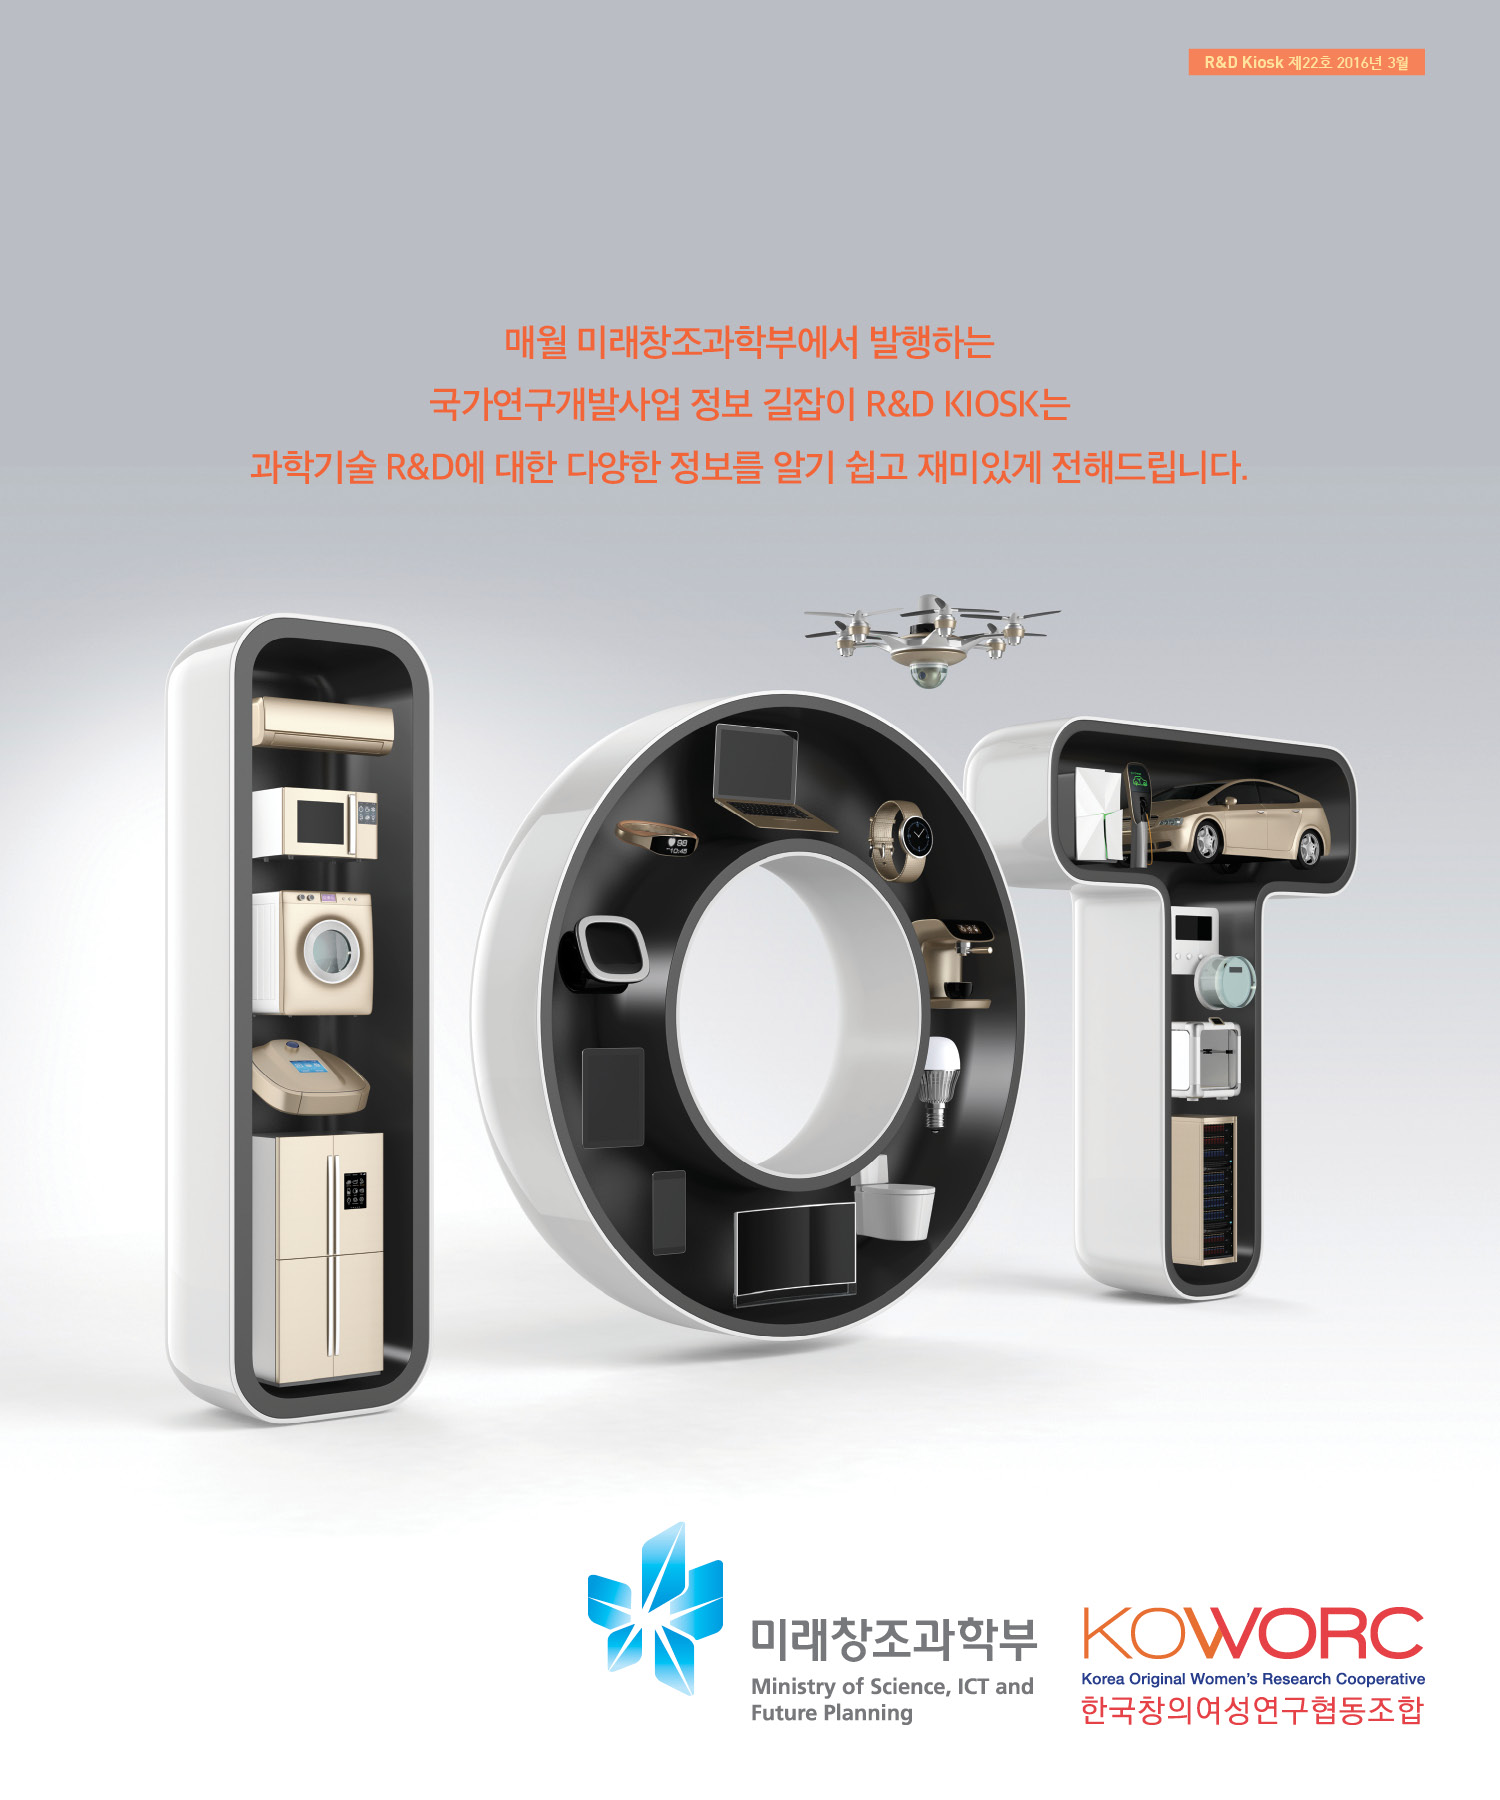 R&D Kiosk 제22호 2016년 3월
매월 미래창조과학부에서 발행하는
국가연구개발사업 정보 길잡이 R&D KIOSK는
과학기술 R&D에 대한 다양한 정보를 알기 쉽고 재미있게 전해드립니다.
미래창조과학부
Ministry of Science, ICT and
Future Planning
KOWORC
Korea Original Women's Research Cooperative
한국창의여성연구협동조합